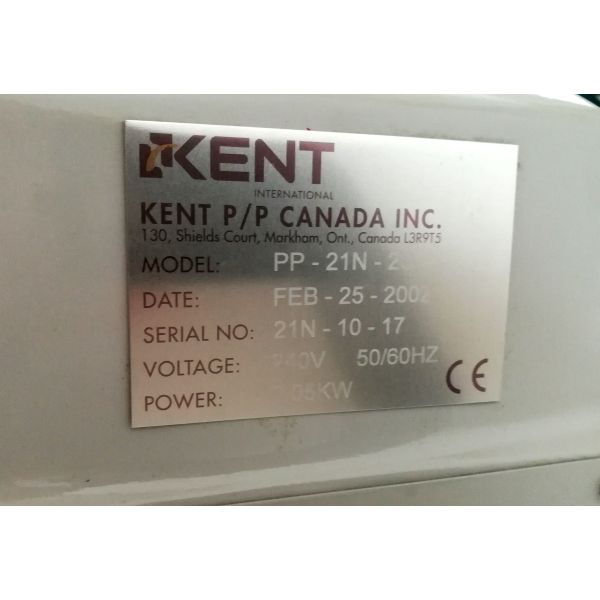 KENT
INTERNATIONAL
KENT P/P CANADA INC.
130, Shields Court, Markham, Ont., Canada L3R9T5
MODEL: PP - 21N -
DATE: FEB - 25 - 2002
SERIAL NO: 21N - 10 - 17
VOLTAGE: 240V 50/60HZ
POWER:
CE